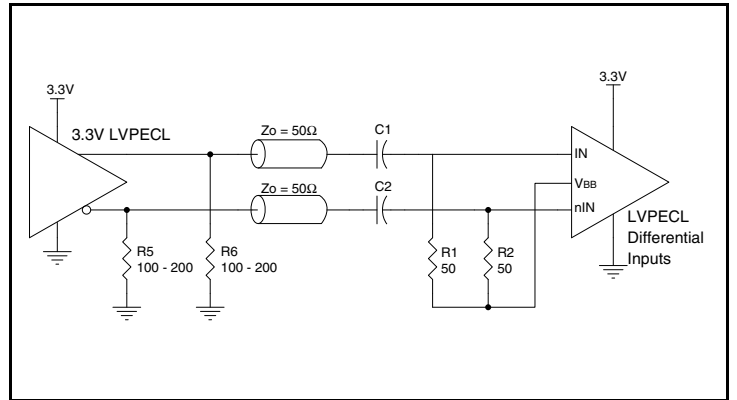 3.3V
3.3V
3.3V LVPECL
Zo = 50Ω
C1
IN
Zo = 50Ω
C2
VBB
nIN
LVPECL
Differential
Inputs
R5
100 - 200
R6
100 - 200
R1
50
R2
50